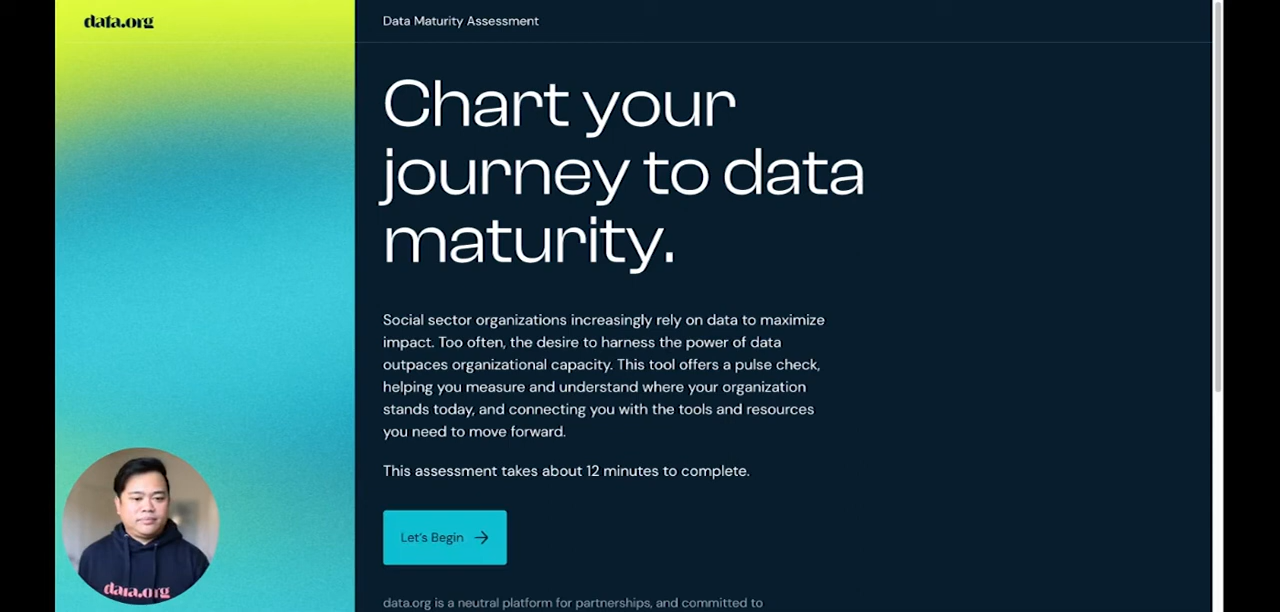 data.org
Data Maturity Assessment
Chart your
journey to data
maturity.
Social sector organizations increasingly rely on data to maximize
impact. Too often, the desire to harness the power of data
outpaces organizational capacity. This tool offers a pulse check,
helping you measure and understand where your organization
stands today, and connecting you with the tools and resources
you need to move forward.
This assessment takes about 12 minutes to complete.
Let's Begin
data.org is a neutral platform for partnerships, and committed to
data.org